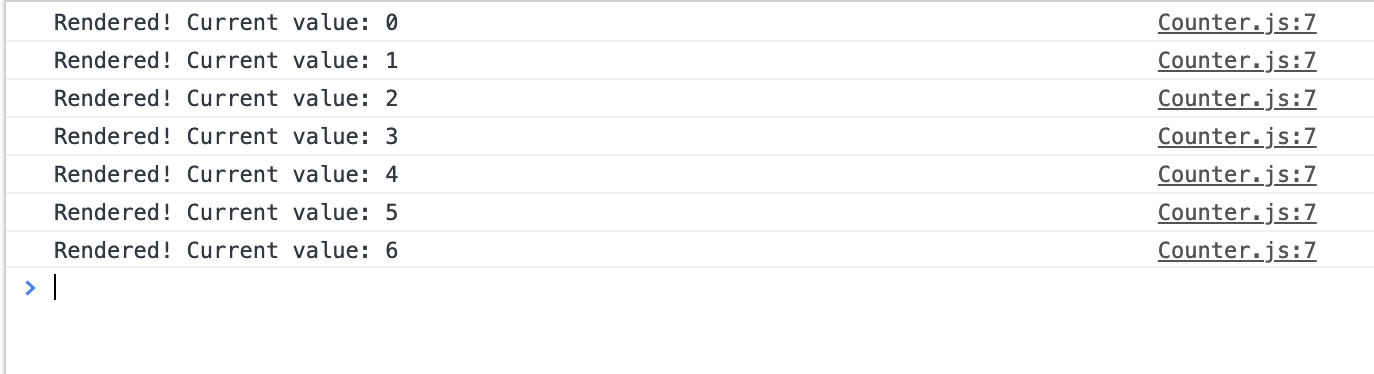 Rendered! Current value: 0 Counter.js:7
Rendered! Current value: 1 Counter.js:7
Rendered! Current value: 2 Counter.js:7
Rendered! Current value: 3 Counter.js:7
Rendered! Current value: 4 Counter.js:7
Rendered! Current value: 5 Counter.js:7
Rendered! Current value: 6 Counter.js:7
>